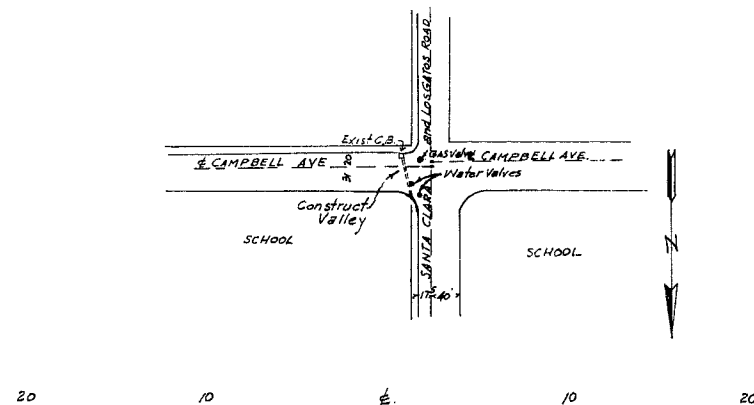 SANTA CLARA and LOS GATOS ROAD
Exist. C.B.
GAS Valve
℄ CAMPBELL AVE
20
℄ CAMPBELL AVE.
Water Valves
Construct
Valley
SCHOOL
SCHOOL
N
40'
20 10 ℄ 10 20